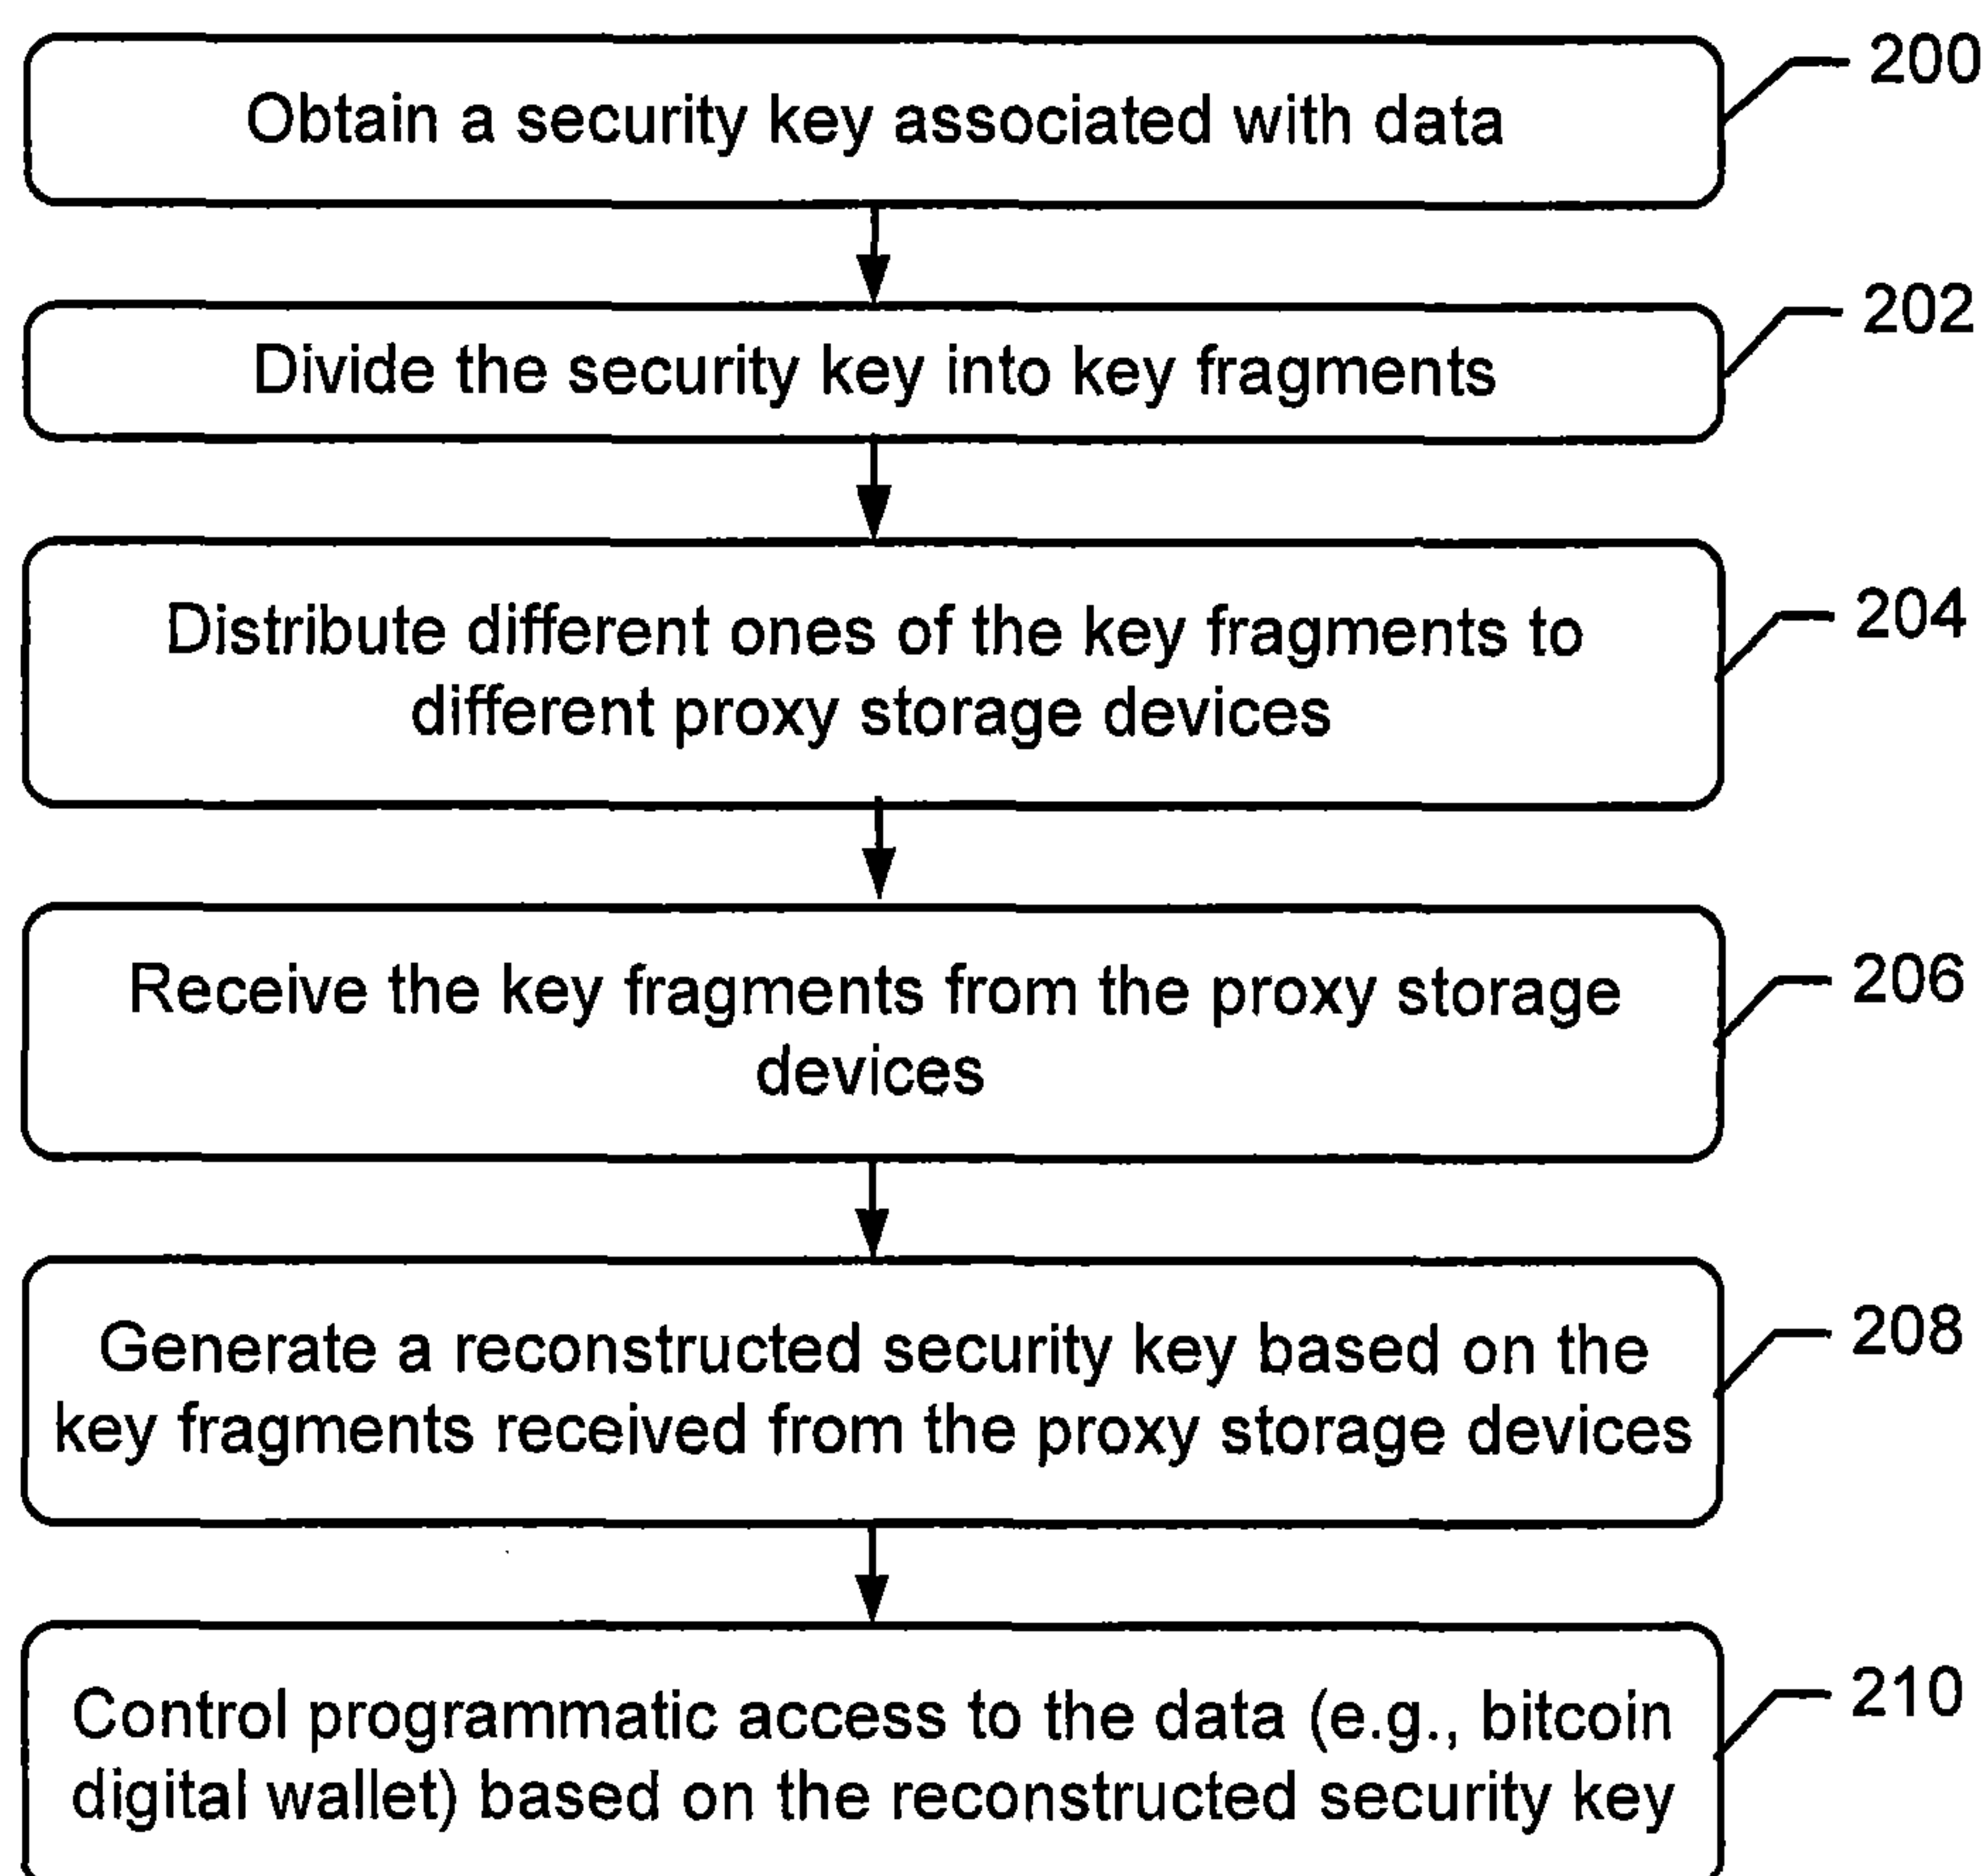 Obtain a security key associated with data
200
Divide the security key into key fragments
202
Distribute different ones of the key fragments to
different proxy storage devices
204
Receive the key fragments from the proxy storage
devices
206
Generate a reconstructed security key based on the
key fragments received from the proxy storage devices
208
Control programmatic access to the data (e.g., bitcoin
digital wallet) based on the reconstructed security key
210